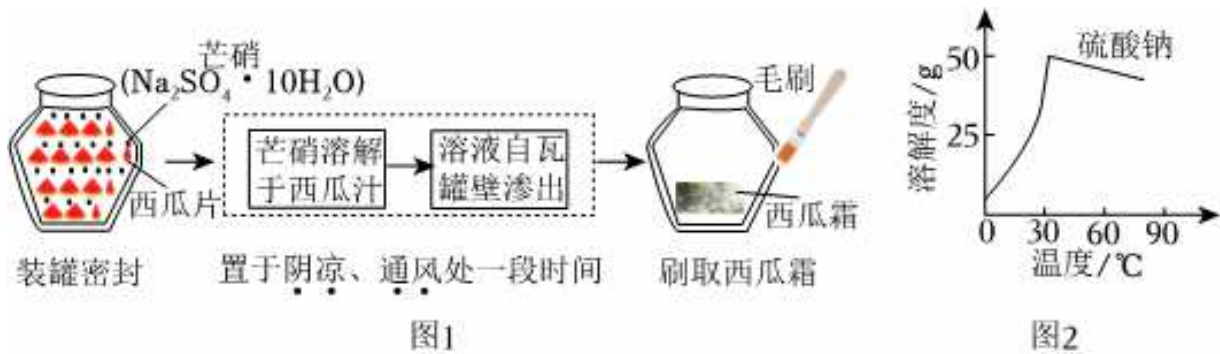 芒硝
(Na₂SO₄·10H₂O)
西瓜片
装罐密封
芒硝溶解
于西瓜汁
溶液自瓦
罐壁渗出
置于阴凉、通风处一段时间
毛刷
西瓜霜
刷取西瓜霜
图1
溶解度/g
50
25
硫酸钠
0 30 60 90
温度/℃
图2